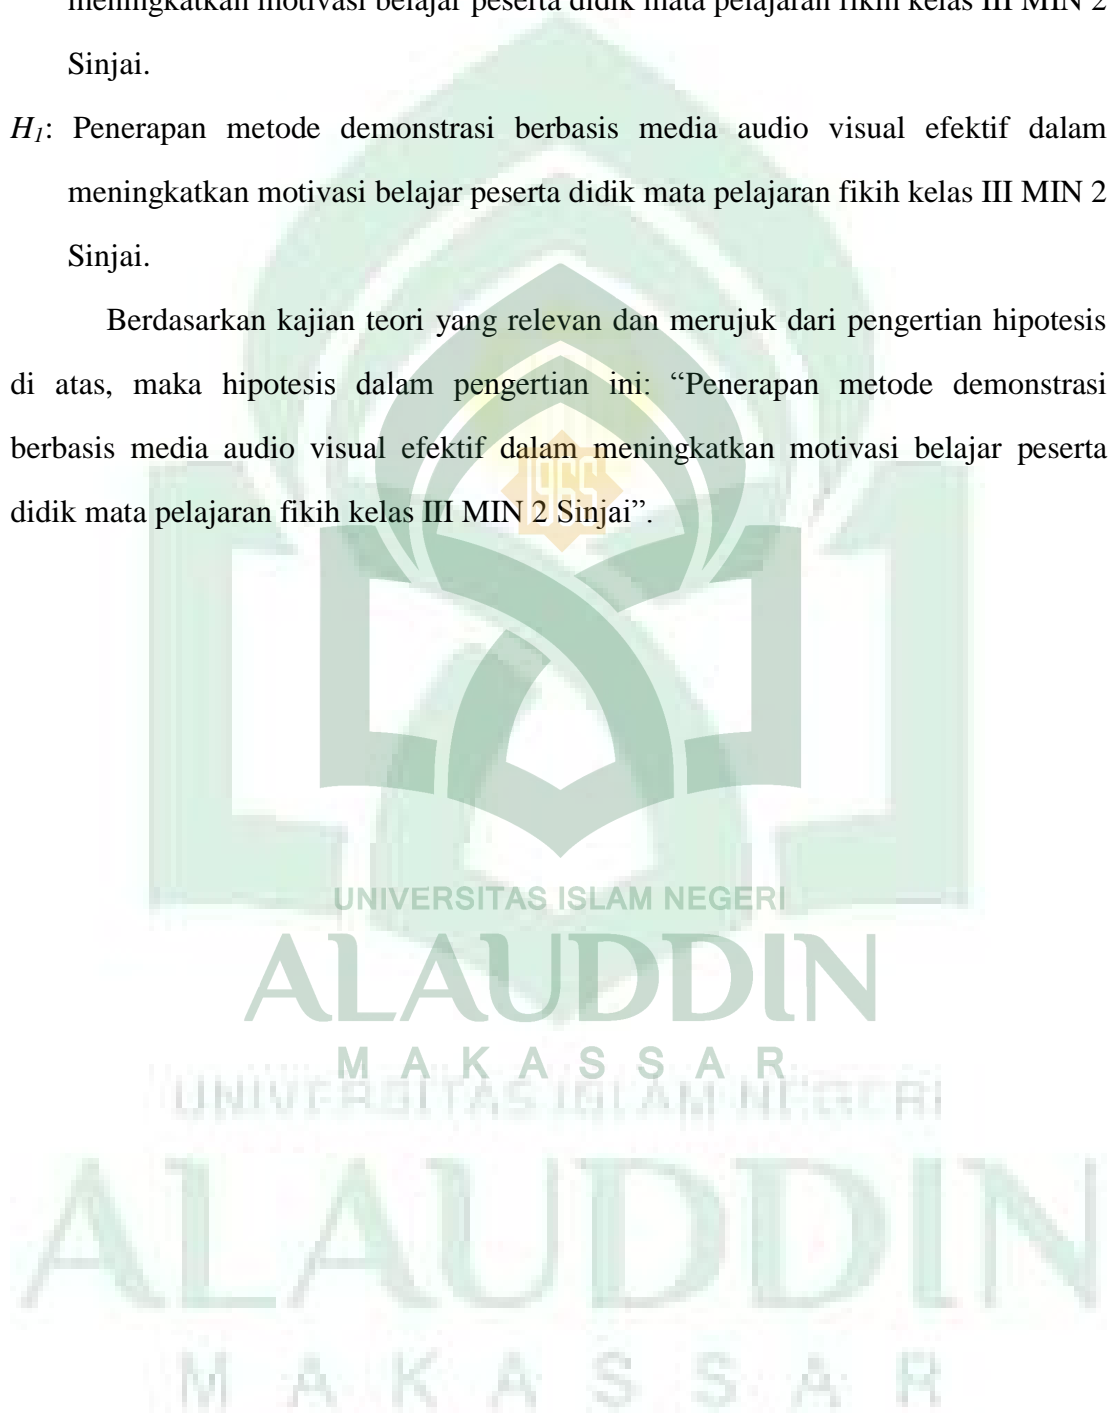 meningkatkan motivasi belajar peserta didik mata pelajaran fikih kelas III MIN 2
Sinjai.
H1: Penerapan metode demonstrasi berbasis media audio visual efektif dalam
meningkatkan motivasi belajar peserta didik mata pelajaran fikih kelas III MIN 2
Sinjai.
Berdasarkan kajian teori yang relevan dan merujuk dari pengertian hipotesis
di atas, maka hipotesis dalam pengertian ini: “Penerapan metode demonstrasi
berbasis media audio visual efektif dalam meningkatkan motivasi belajar peserta
didik mata pelajaran fikih kelas III MIN 2 Sinjai”.
1965
UNIVERSITAS ISLAM NEGERI
ALAUDDIN
MAKASSAR
UNIVERSITAS ISLAM NEGERI
ALAUDDIN
MAKASSAR